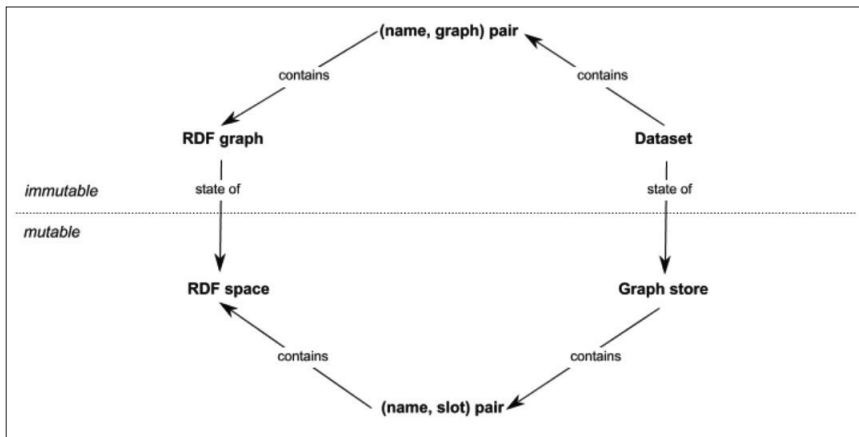 (name, graph) pair
contains
contains
RDF graph
Dataset
immutable
state of
state of
mutable
RDF space
Graph store
contains
contains
(name, slot) pair